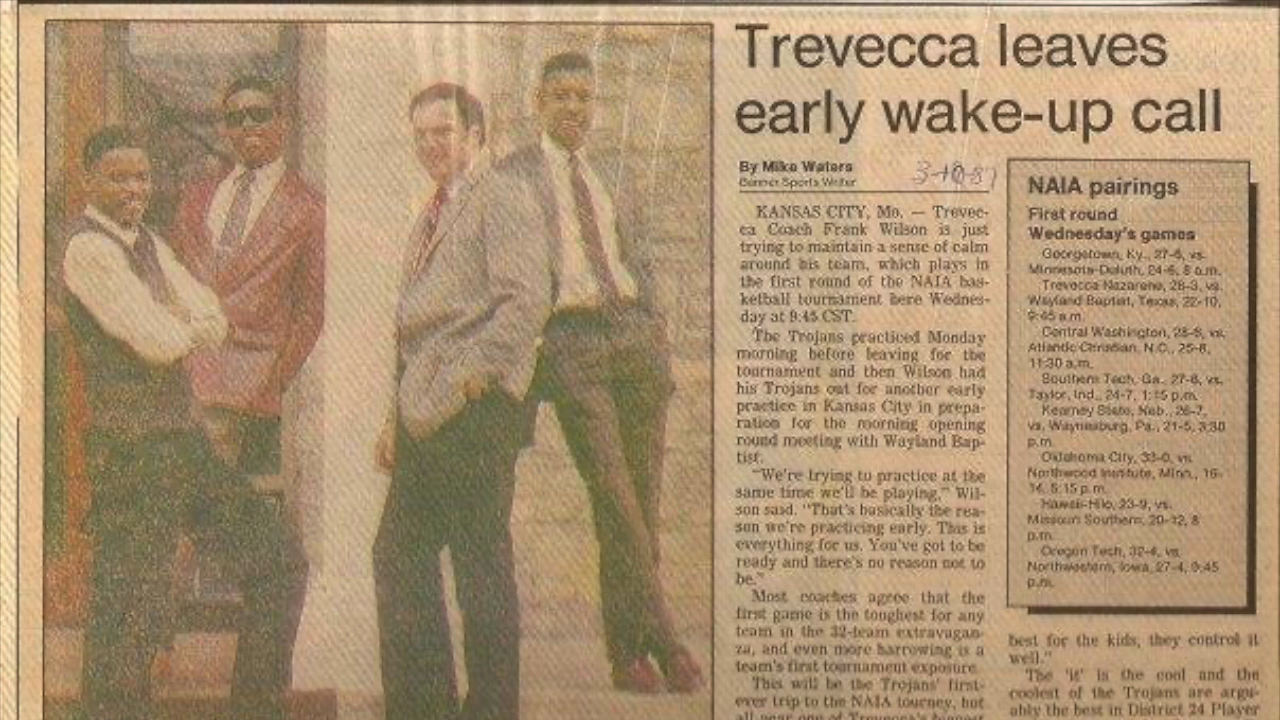 Trevecca leaves
early wake-up call
By Mike Waters
Banner Sports Writer
3-10-87
KANSAS CITY, Mo. — Trevec-
ca Coach Frank Wilson is just
trying to maintain a sense of calm
around his team, which plays in
the first round of the NAIA bas-
ketball tournament here Wednes-
day at 9:45 CST.
The Trojans practiced Monday
morning before leaving for the
tournament and then Wilson had
his Trojans out for another early
practice in Kansas City in prepa-
ration for the morning opening
round meeting with Wayland Bap-
tist.
"We're trying to practice at the
same time we'll be playing," Wil-
son said. "That's basically the rea-
son we're practicing early. This is
everything for us. You've got to be
ready and there's no reason not to
be."
Most coaches agree that the
first game is the toughest for any
team in the 32-team extravagan-
za, and even more harrowing is a
team's first tournament exposure.
This will be the Trojans' first-
ever trip to the NAIA tourney, but
all year one of Trevecca's biggest
NAIA pairings
First round
Wednesday's games
Georgetown, Ky., 27-6, vs.
Minnesota-Duluth, 24-6, 8 a.m.
Trevecca Nazarene, 28-3, vs.
Wayland Baptist, Texas, 22-10,
9:45 a.m.
Central Washington, 28-8, vs.
Atlantic Christian, N.C., 25-8,
11:30 a.m.
Southern Tech, Ga., 27-6, vs.
Taylor, Ind., 24-7, 1:15 p.m.
Kearney State, Neb., 26-7,
vs. Waynesburg, Pa., 21-5, 3:30
p.m.
Oklahoma City, 33-0, vs.
Northwood Institute, Minn., 16-
14, 5:15 p.m.
Hawaii-Hilo, 23-9, vs.
Missouri Southern, 20-12, 8
p.m.
Oregon Tech, 32-4, vs.
Northwestern, Iowa, 27-4, 9:45
p.m.
best for the kids, they control it
well."
The 'it' is the cool and the
coolest of the Trojans are argu-
ably the best in District 24 Player